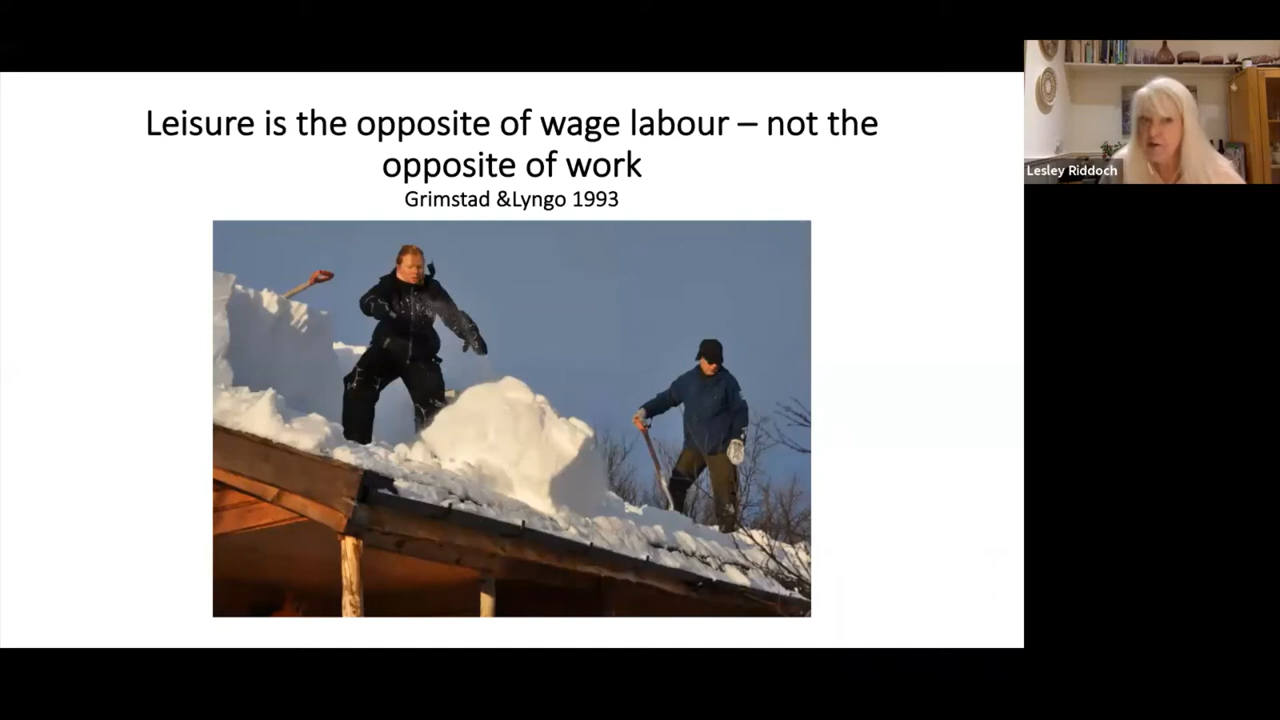 Leisure is the opposite of wage labour – not the
opposite of work
Grimstad &Lyngo 1993
Lesley Riddoch